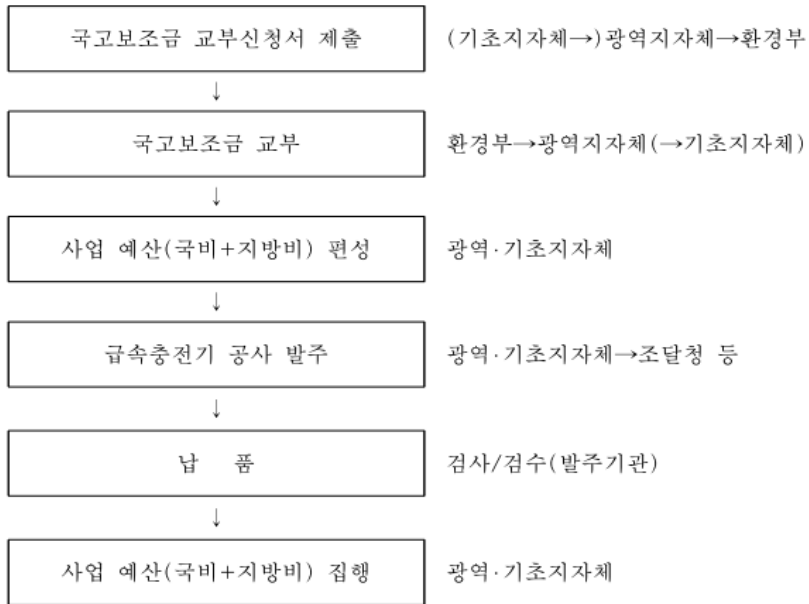 국고보조금 교부신청서 제출 (기초지자체→)광역지자체→환경부
↓
국고보조금 교부 환경부→광역지자체(→기초지자체)
↓
사업 예산(국비+지방비) 편성 광역·기초지자체
↓
급속충전기 공사 발주 광역·기초지자체→조달청 등
↓
납 품 검사/검수(발주기관)
↓
사업 예산(국비+지방비) 집행 광역·기초지자체